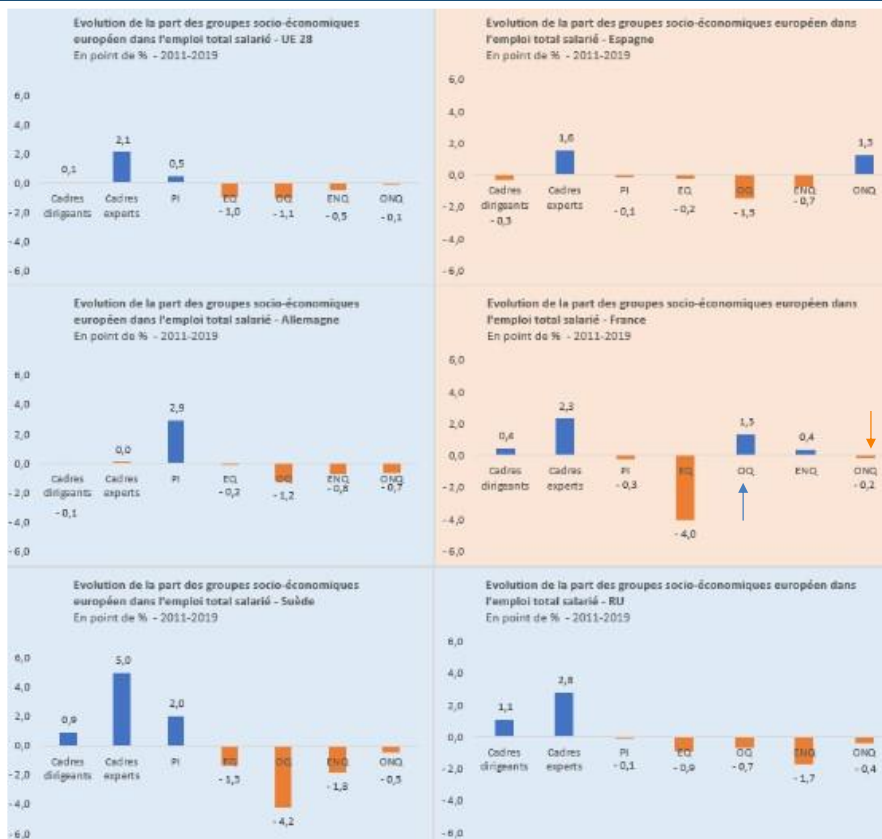 Evolution de la part des groupes socio-économiques
européen dans l'emploi total salarié - UE 28
En point de % - 2011-2019
6,0
4,0
2,0
0,0
- 2,0
- 4,0
- 6,0
0,1
2,1
0,5
- 1,0
- 1,1
- 0,5
- 0,1
Cadres
dirigeants
Cadres
experts
PI
EQ
OQ
ENQ
ONQ
Evolution de la part des groupes socio-économiques européen dans
l'emploi total salarié - Espagne
En point de % - 2011-2019
6,0
4,0
2,0
0,0
- 2,0
- 4,0
- 6,0
Cadres
dirigeants
- 0,3
1,6
Cadres
experts
PI
- 0,1
EQ
- 0,2
OQ
- 1,5
ENQ
- 0,7
1,3
ONQ
Evolution de la part des groupes socio-économiques
européen dans l'emploi total salarié - Allemagne
En point de % - 2011-2019
6,0
4,0
2,0
0,0
- 2,0
- 4,0
- 6,0
Cadres
dirigeants
- 0,1
0,0
Cadres
experts
2,9
PI
EQ
- 0,2
OQ
- 1,2
ENQ
- 0,8
ONQ
- 0,7
Evolution de la part des groupes socio-économiques européen dans
l'emploi total salarié - France
En point de % - 2011-2019
6,0
4,0
2,0
0,0
- 2,0
- 4,0
- 6,0
0,4
Cadres
dirigeants
2,3
Cadres
experts
PI
- 0,3
EQ
- 4,0
1,3
OQ
0,4
ENQ
ONQ
- 0,2
Evolution de la part des groupes socio-économiques
européen dans l'emploi total salarié - Suède
En point de % - 2011-2019
6,0
4,0
2,0
0,0
- 2,0
- 4,0
- 6,0
0,9
Cadres
dirigeants
5,0
Cadres
experts
2,0
PI
EQ
- 1,3
OQ
- 4,2
ENQ
- 1,8
ONQ
- 0,5
Evolution de la part des groupes socio-économiques européen dans
l'emploi total salarié - RU
En point de % - 2011-2019
6,0
4,0
2,0
0,0
- 2,0
- 4,0
- 6,0
1,1
Cadres
dirigeants
2,8
Cadres
experts
PI
- 0,1
EQ
- 0,9
OQ
- 0,7
ENQ
- 1,7
ONQ
- 0,4